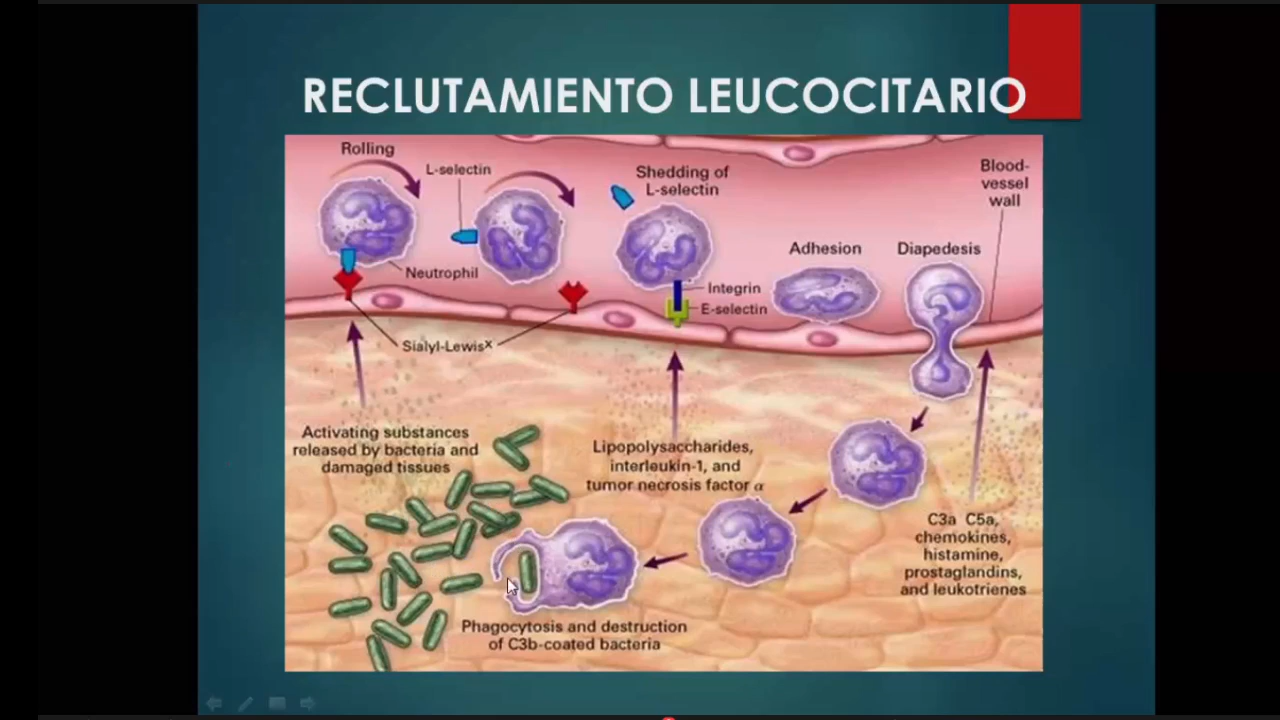 RECLUTAMIENTO LEUCOCITARIO
Rolling
L-selectin
Shedding of
L-selectin
Blood-
vessel
wall
Adhesion
Diapedesis
Neutrophil
Integrin
E-selectin
Sialyl-Lewisˣ
Activating substances
released by bacteria and
damaged tissues
Lipopolysaccharides,
interleukin-1, and
tumor necrosis factor α
C3a C5a,
chemokines,
histamine,
prostaglandins,
and leukotrienes
Phagocytosis and destruction
of C3b-coated bacteria